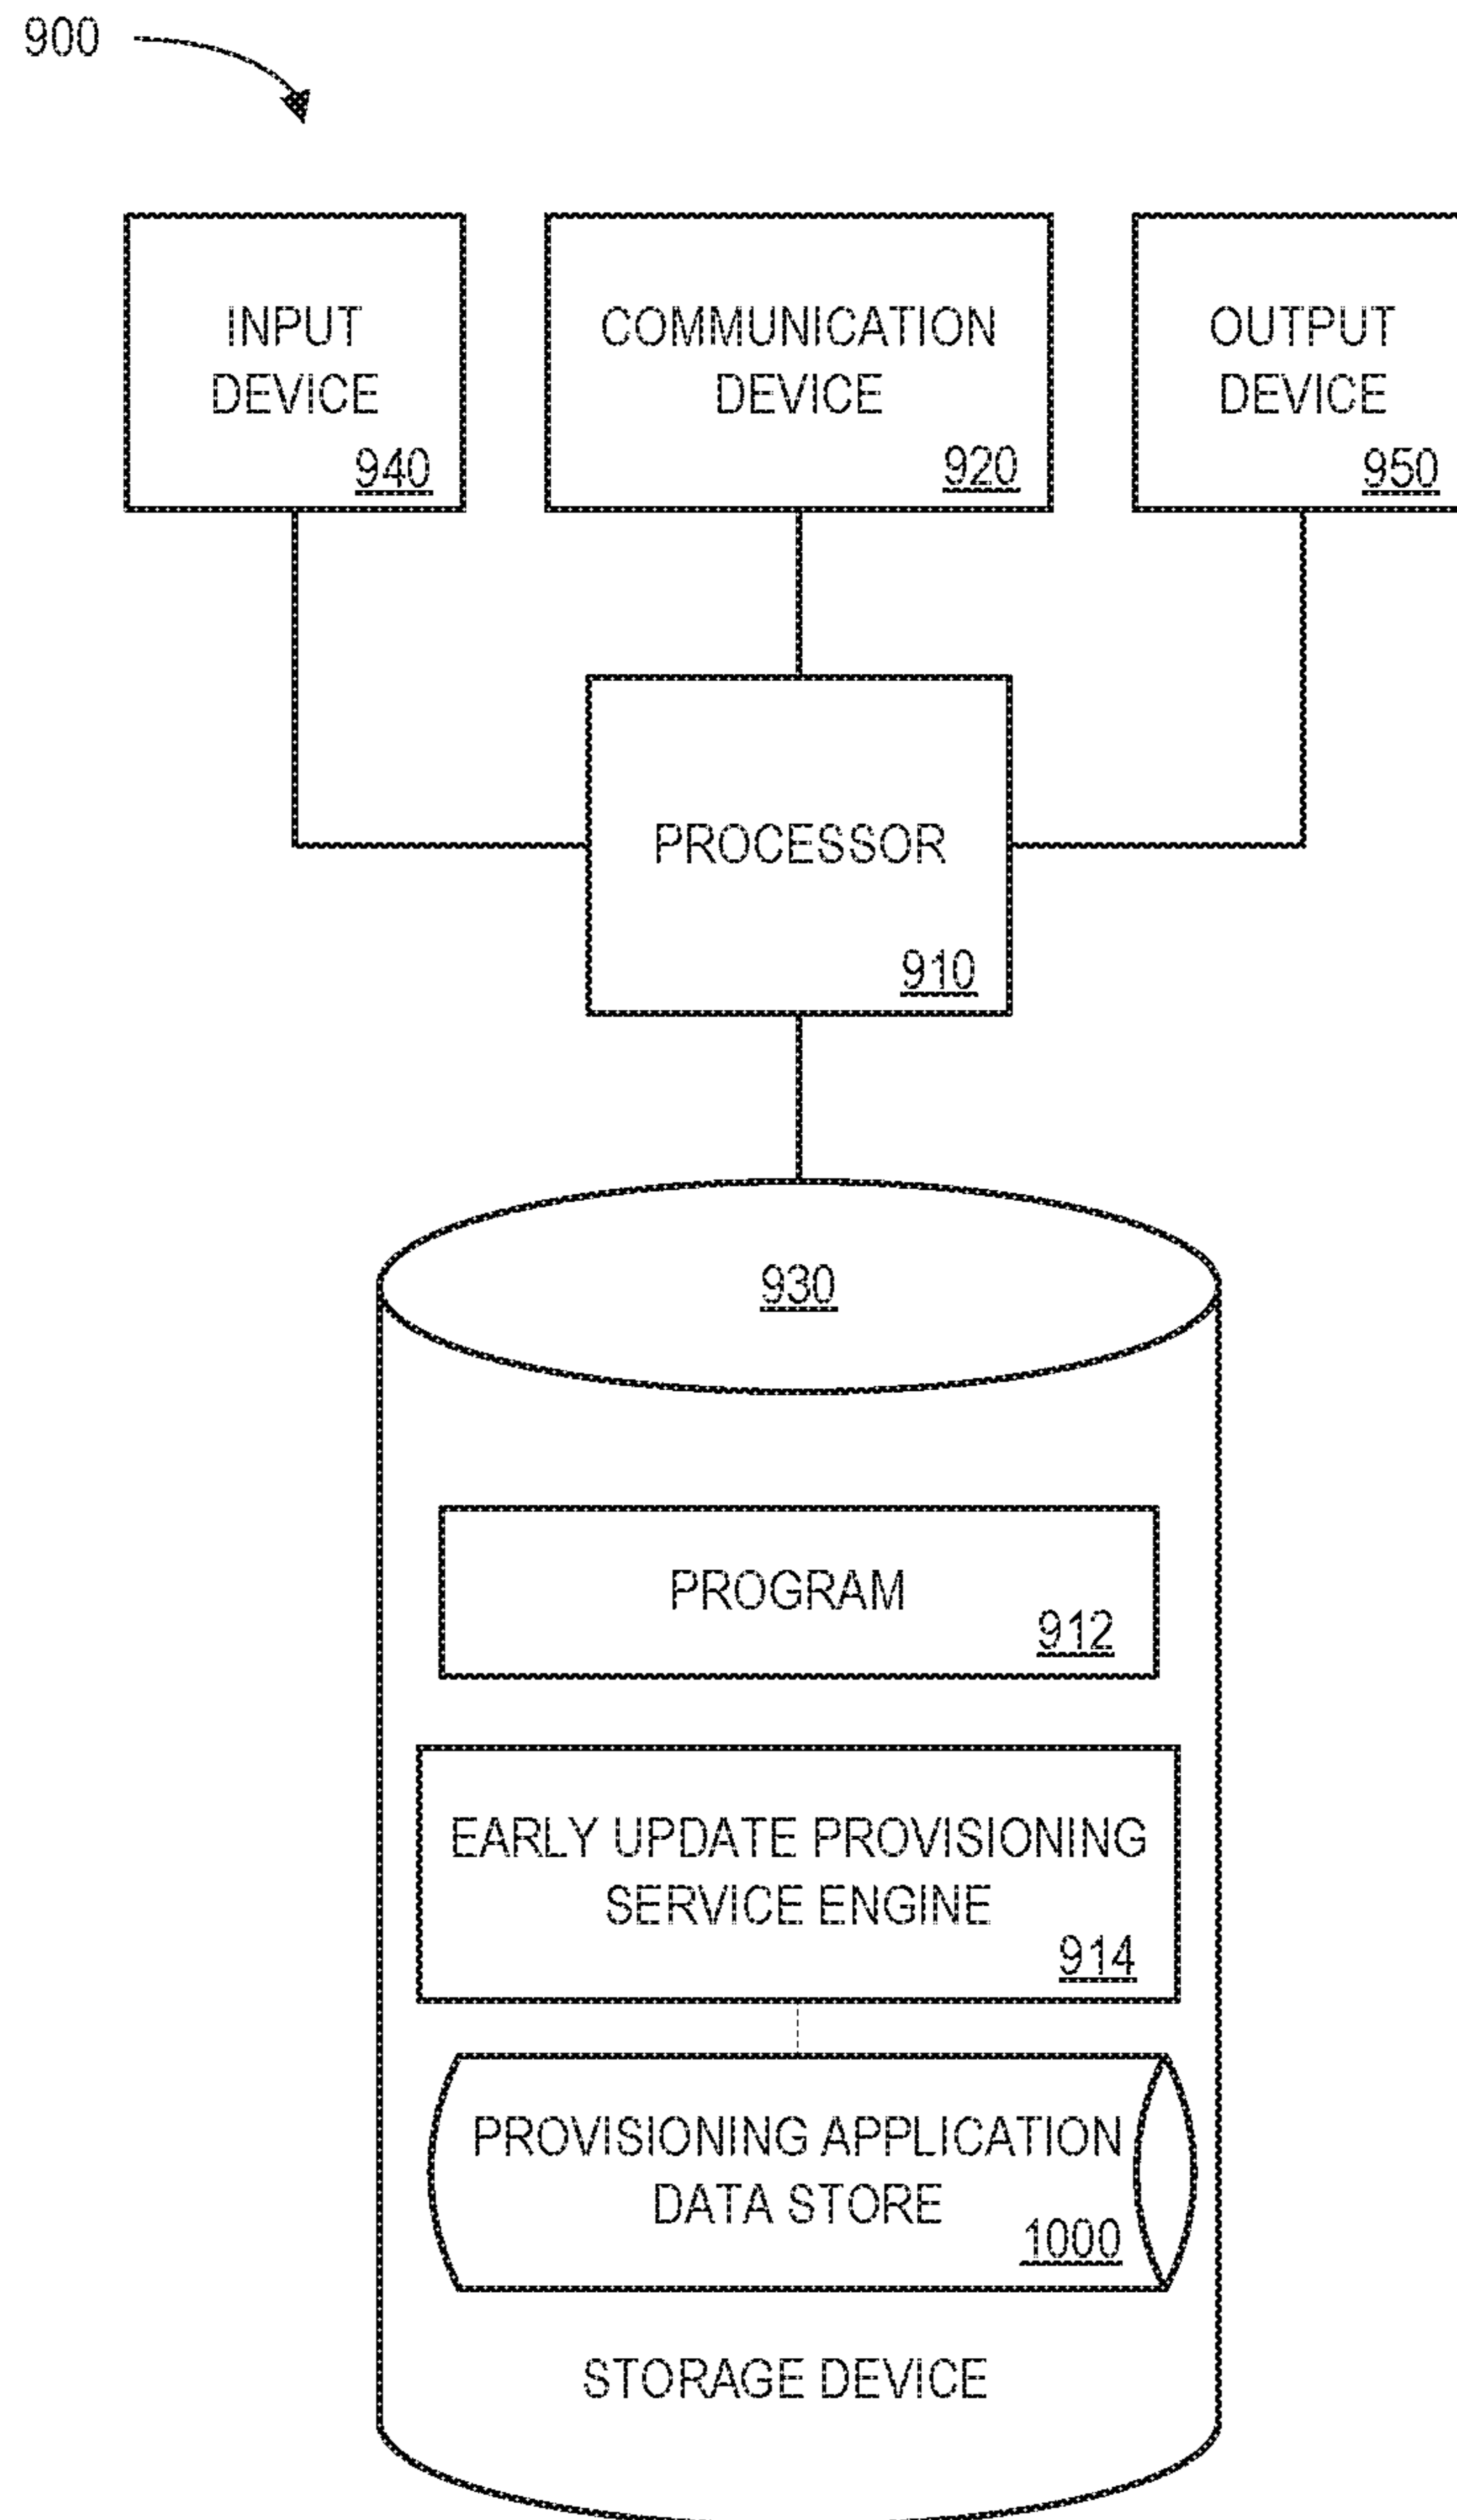 900
INPUT
DEVICE
940
COMMUNICATION
DEVICE
920
OUTPUT
DEVICE
950
PROCESSOR
910
930
PROGRAM
912
EARLY UPDATE PROVISIONING
SERVICE ENGINE
914
PROVISIONING APPLICATION
DATA STORE
1000
STORAGE DEVICE